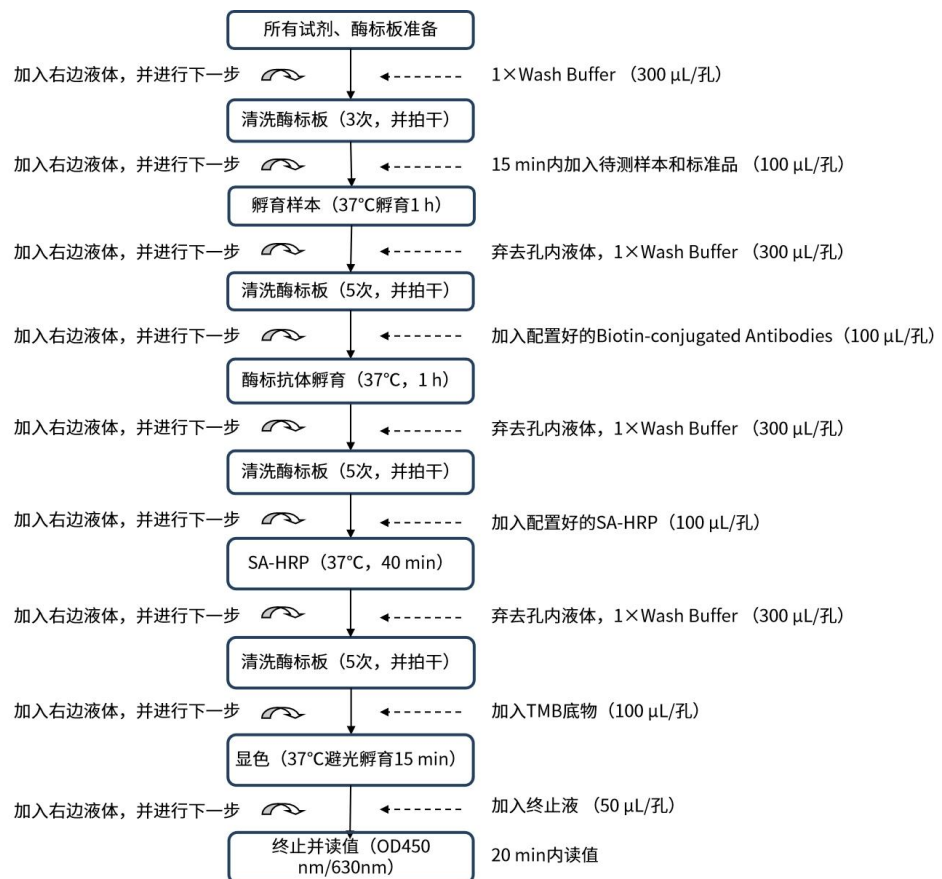 所有试剂、酶标板准备
加入右边液体，并进行下一步
1×Wash Buffer （300 μL/孔）
清洗酶标板（3次，并拍干）
加入右边液体，并进行下一步
15 min内加入待测样本和标准品 （100 μL/孔）
孵育样本（37℃孵育1 h）
加入右边液体，并进行下一步
弃去孔内液体，1×Wash Buffer （300 μL/孔）
清洗酶标板（5次，并拍干）
加入右边液体，并进行下一步
加入配置好的Biotin-conjugated Antibodies（100 μL/孔）
酶标抗体孵育（37℃，1 h）
加入右边液体，并进行下一步
弃去孔内液体，1×Wash Buffer （300 μL/孔）
清洗酶标板（5次，并拍干）
加入右边液体，并进行下一步
加入配置好的SA-HRP（100 μL/孔）
SA-HRP（37℃，40 min）
加入右边液体，并进行下一步
弃去孔内液体，1×Wash Buffer （300 μL/孔）
清洗酶标板（5次，并拍干）
加入右边液体，并进行下一步
加入TMB底物（100 μL/孔）
显色（37℃避光孵育15 min）
加入右边液体，并进行下一步
加入终止液 （50 μL/孔）
终止并读值（OD450
nm/630nm）
20 min内读值